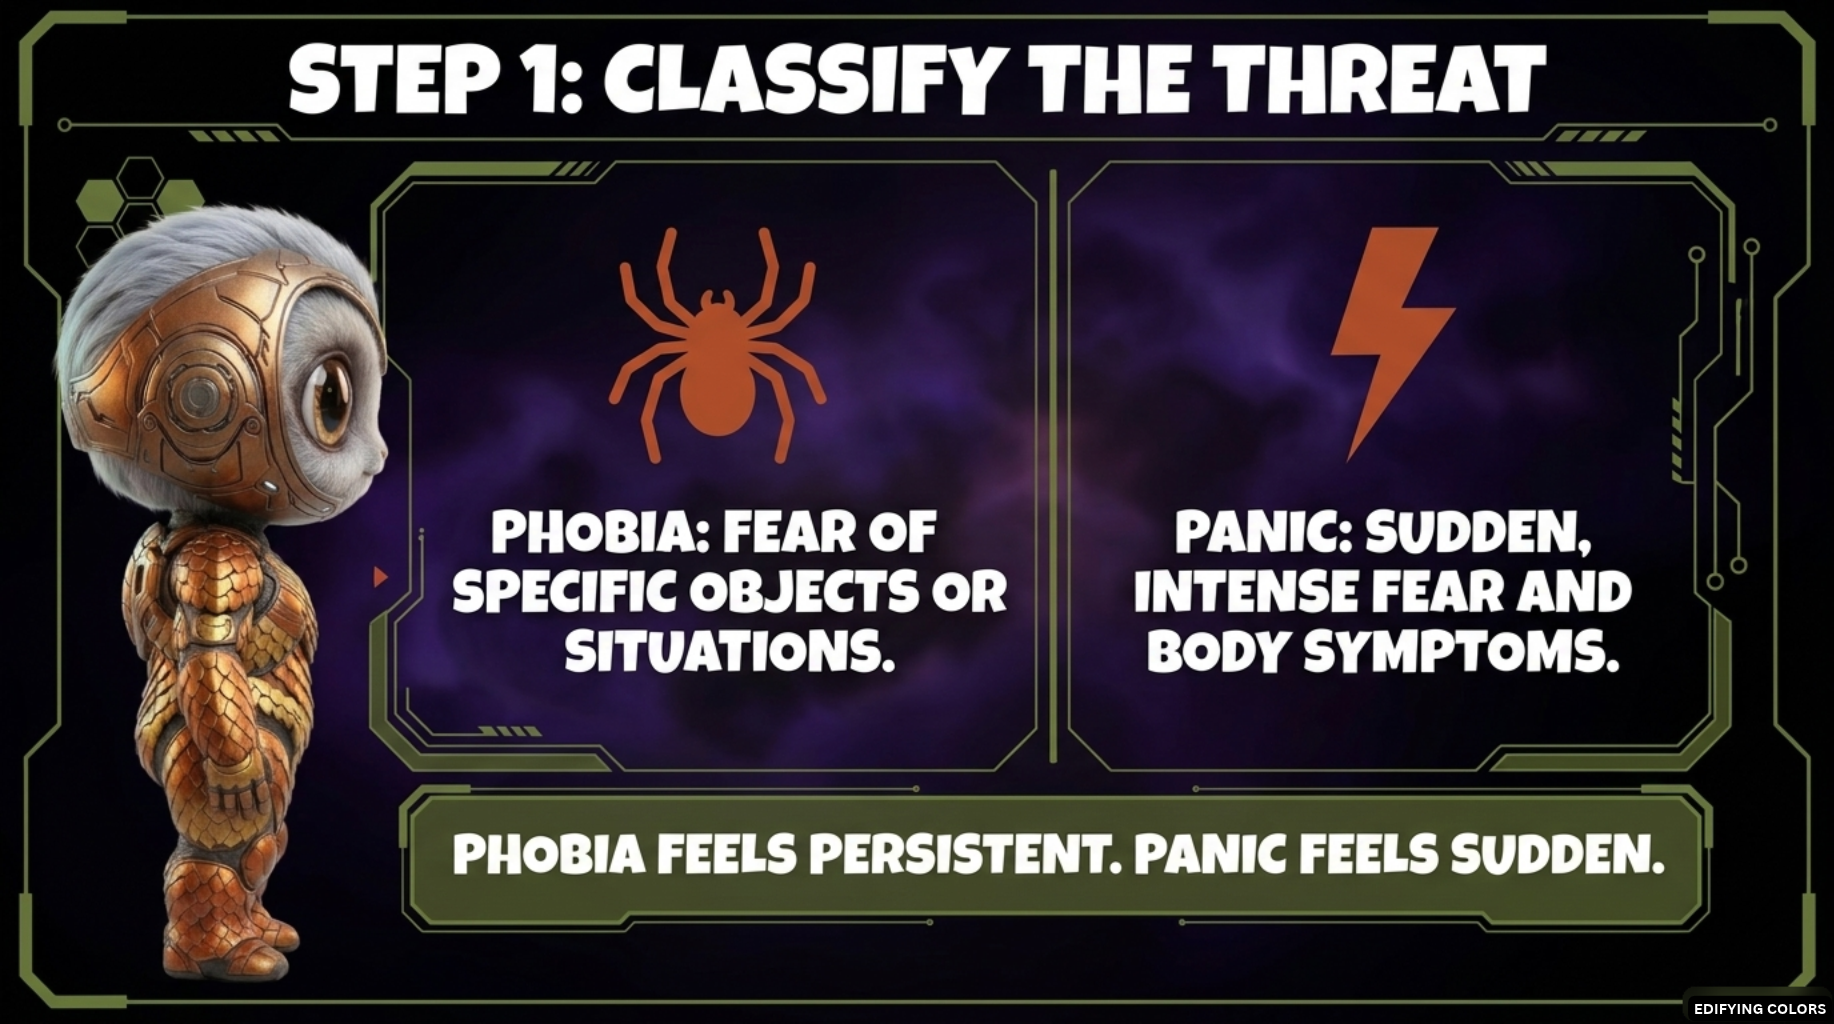 STEP 1: CLASSIFY THE THREAT
PHOBIA: FEAR OF
SPECIFIC OBJECTS OR
SITUATIONS.
PANIC: SUDDEN,
INTENSE FEAR AND
BODY SYMPTOMS.
PHOBIA FEELS PERSISTENT. PANIC FEELS SUDDEN.
EDIFYING COLORS